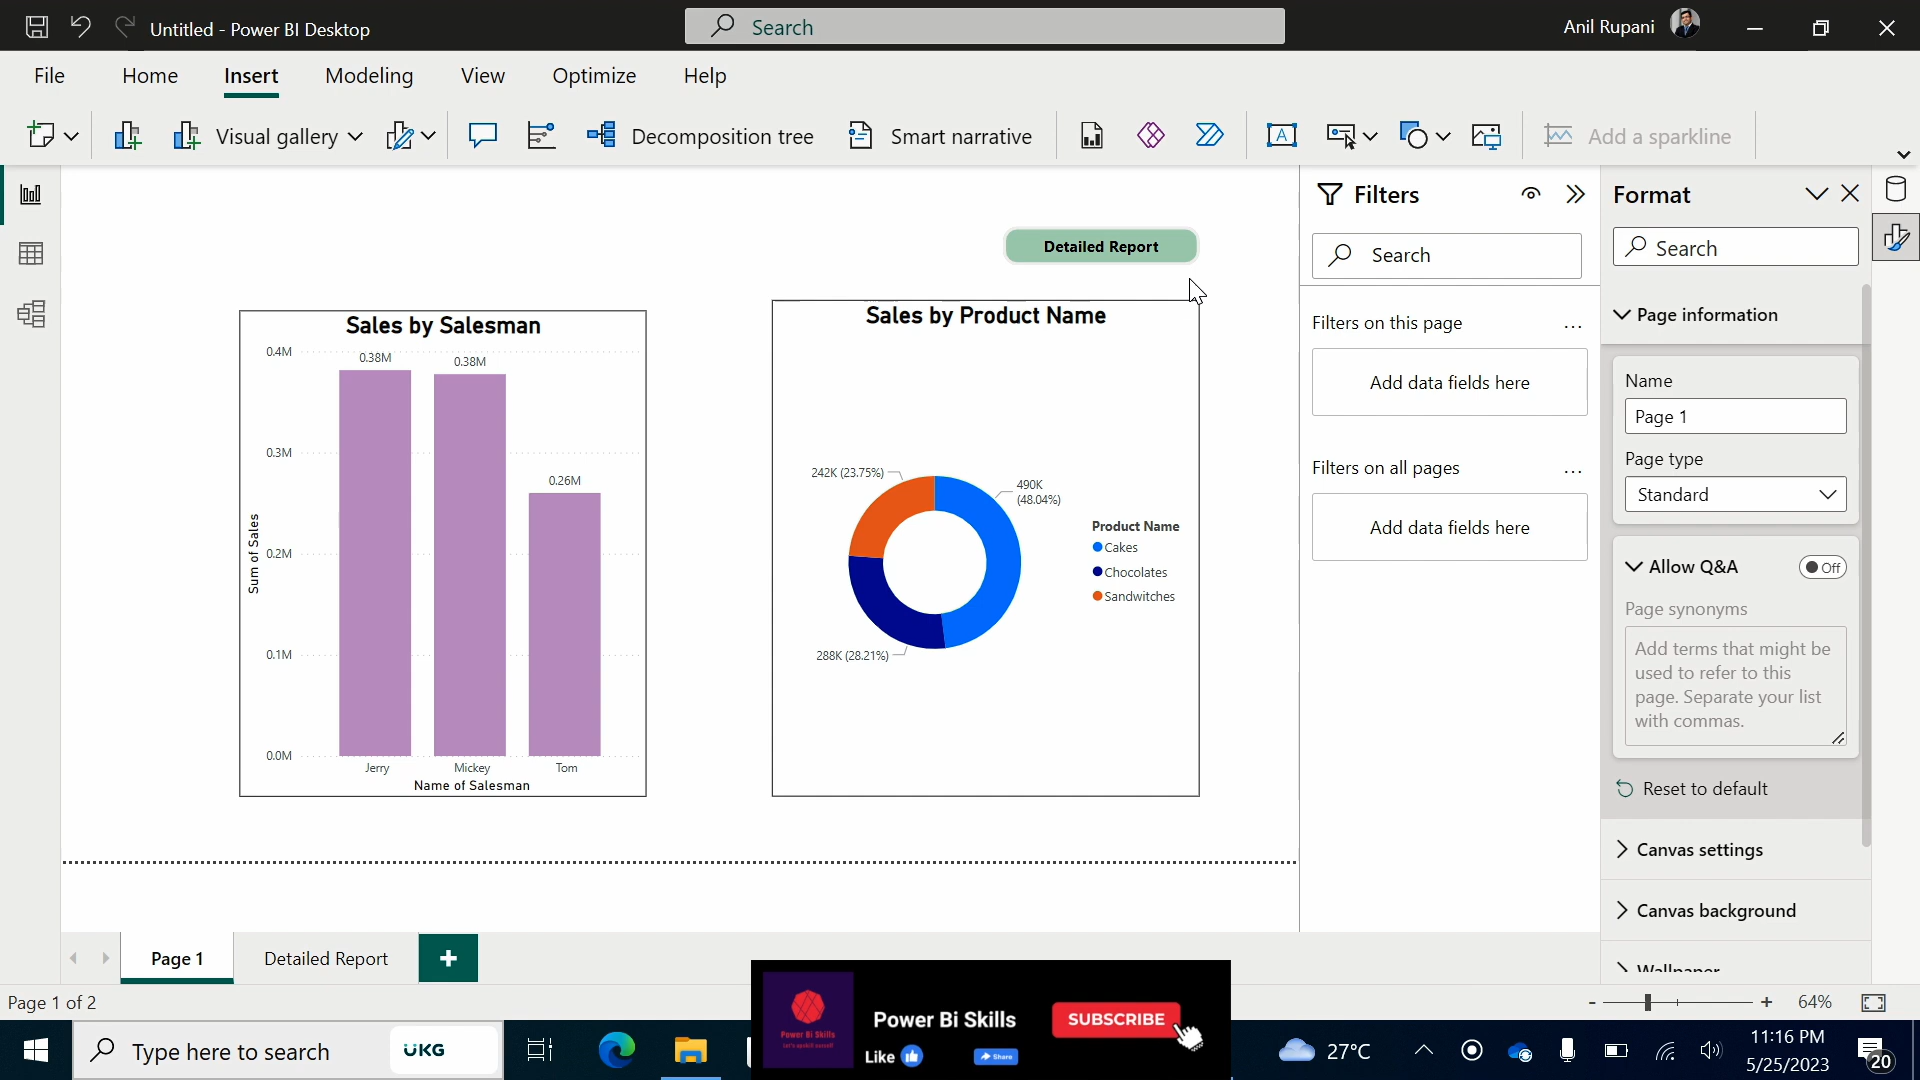 Untitled - Power BI Desktop
Search
Anil Rupani
File
Home
Insert
Modeling
View
Optimize
Help
Visual gallery
Decomposition tree
Smart narrative
Add a sparkline
Detailed Report
Sales by Salesman
0.4M
0.3M
0.2M
0.1M
0.0M
0.38M
0.38M
0.26M
Sum of Sales
Jerry
Mickey
Tom
Name of Salesman
Sales by Product Name
242K (23.75%)
490K
(48.04%)
288K (28.21%)
Product Name
Cakes
Chocolates
Sandwitches
Filters
Search
Filters on this page
...
Add data fields here
Filters on all pages
...
Add data fields here
Format
Search
Page information
Name
Page 1
Page type
Standard
Allow Q&A
Off
Page synonyms
Add terms that might be
used to refer to this
page. Separate your list
with commas.
Reset to default
Canvas settings
Canvas background
Wallpaper
Page 1
Detailed Report
Page 1 of 2
64%
Power Bi Skills
Let's upskill ourself
Power Bi Skills
SUBSCRIBE
Like
Share
Type here to search
UKG
27°C
11:16 PM
5/25/2023
20